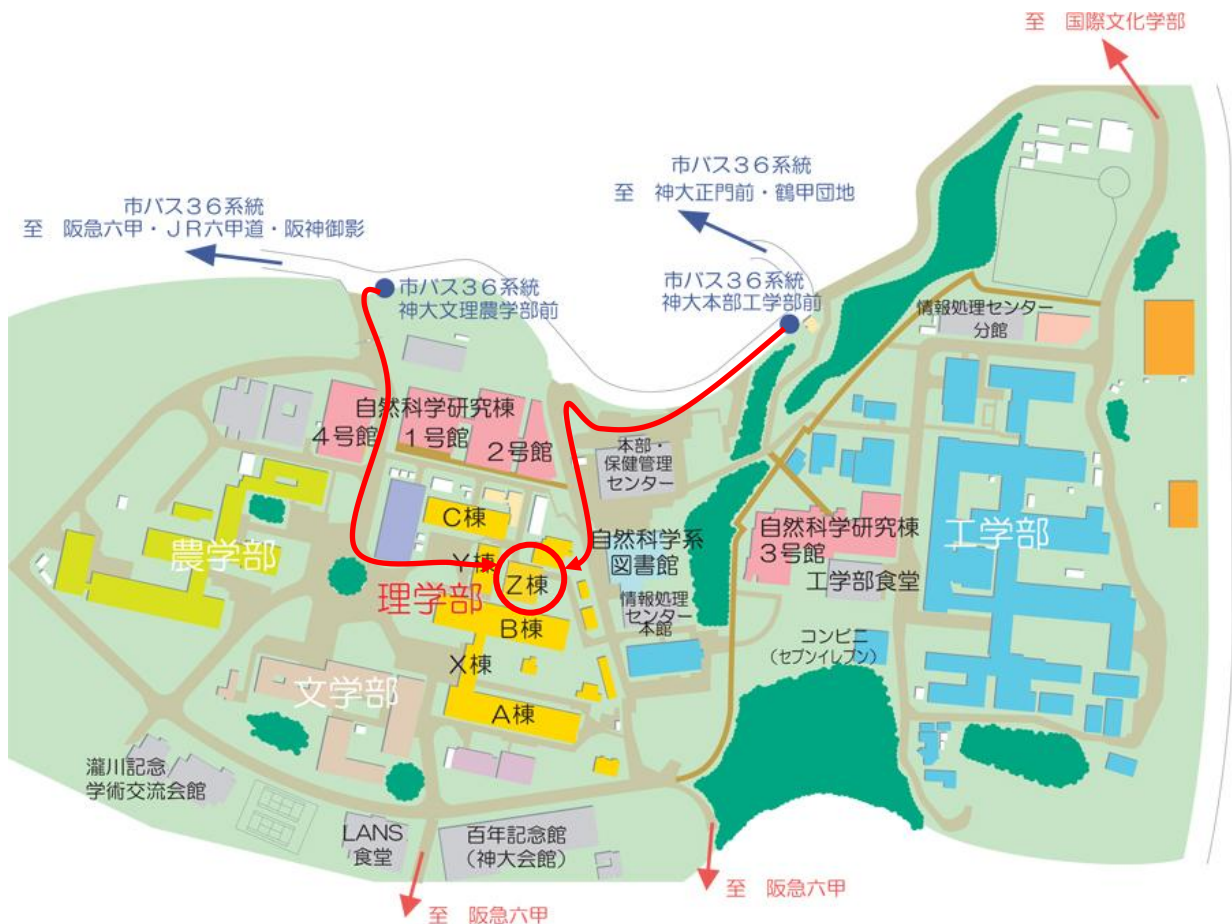 至　国際文化学部
市バス３６系統
至　神大正門前・鶴甲団地
市バス３６系統
至　阪急六甲・ＪＲ六甲道・阪神御影
市バス３６系統
神大文理農学部前
市バス３６系統
神大本部工学部前
情報処理センター
分館
自然科学研究棟
４号館
１号館
２号館
本部・
保健管理
センター
C棟
農学部
Y棟
Z棟
理学部
自然科学系
図書館
自然科学研究棟
３号館
工学部
工学部食堂
情報処理
センター
本館
B棟
コンビニ
（セブンイレブン）
X棟
文学部
A棟
瀧川記念
学術交流会館
LANS
食堂
百年記念館
（神大会館）
至　阪急六甲
至　阪急六甲